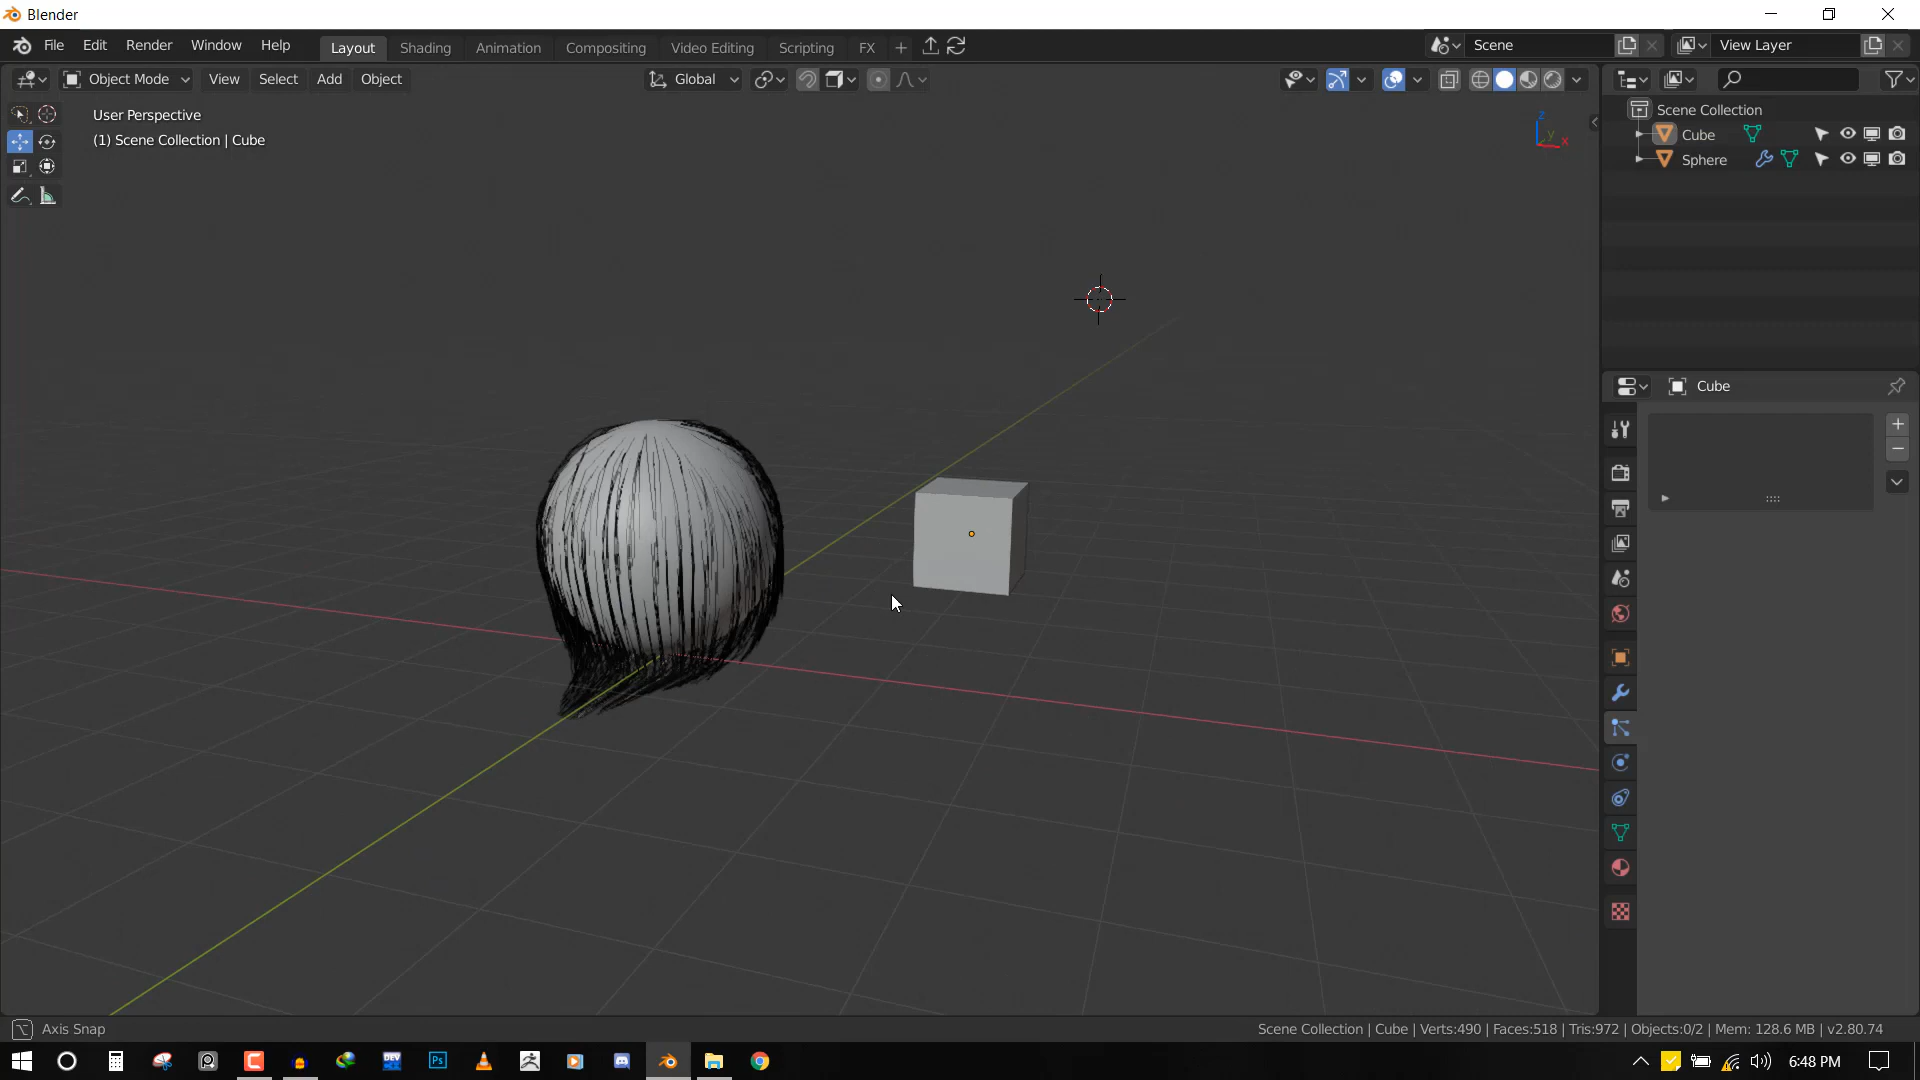 Blender
File Edit Render Window Help
Layout Shading Animation Compositing Video Editing Scripting FX
Scene
View Layer
Object Mode View Select Add Object
Global
User Perspective
(1) Scene Collection | Cube
Z
Y
X
Scene Collection
Cube
Sphere
Cube
Axis Snap
Scene Collection | Cube | Verts:490 | Faces:518 | Tris:972 | Objects:0/2 | Mem: 128.6 MB | v2.80.74
DEV
Ps
6:48 PM